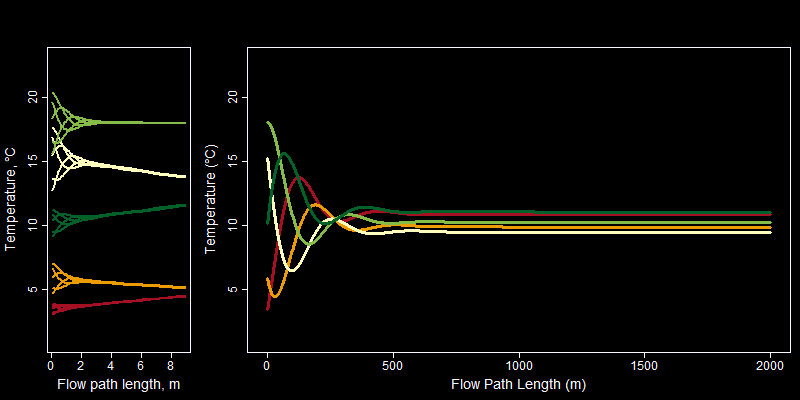 Temperature, °C
20
15
10
5
0 2 4 6 8
Flow path length, m
Temperature (°C)
20
15
10
5
0 500 1000 1500 2000
Flow Path Length (m)